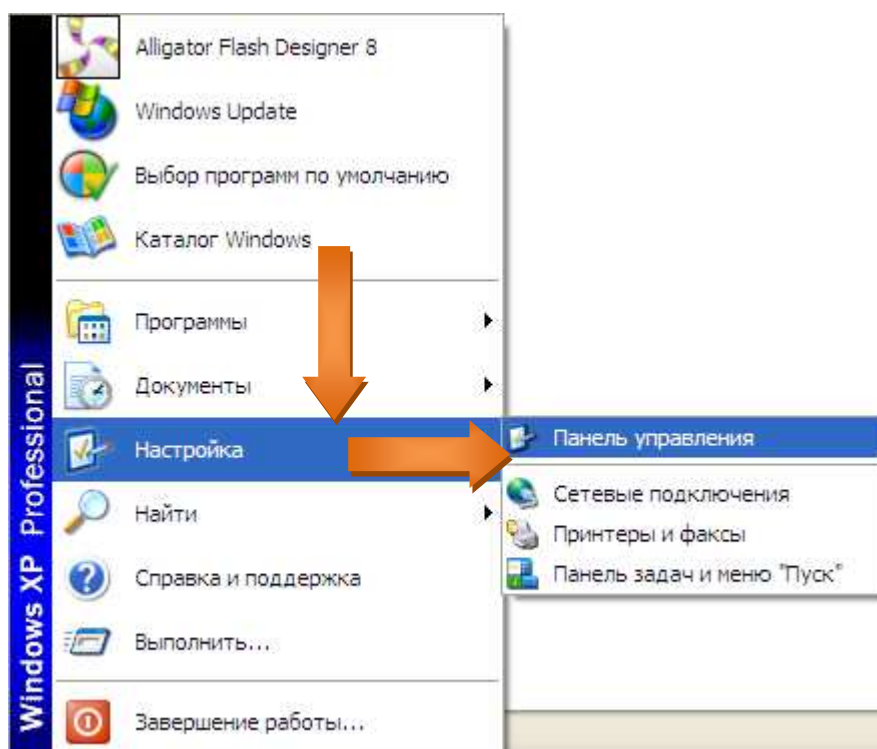 Alligator Flash Designer 8
Windows Update
Выбор программ по умолчанию
Каталог Windows
Программы
Документы
Настройка
Найти
Справка и поддержка
Выполнить...
Завершение работы...
Панель управления
Сетевые подключения
Принтеры и факсы
Панель задач и меню "Пуск"
Windows XP Professional